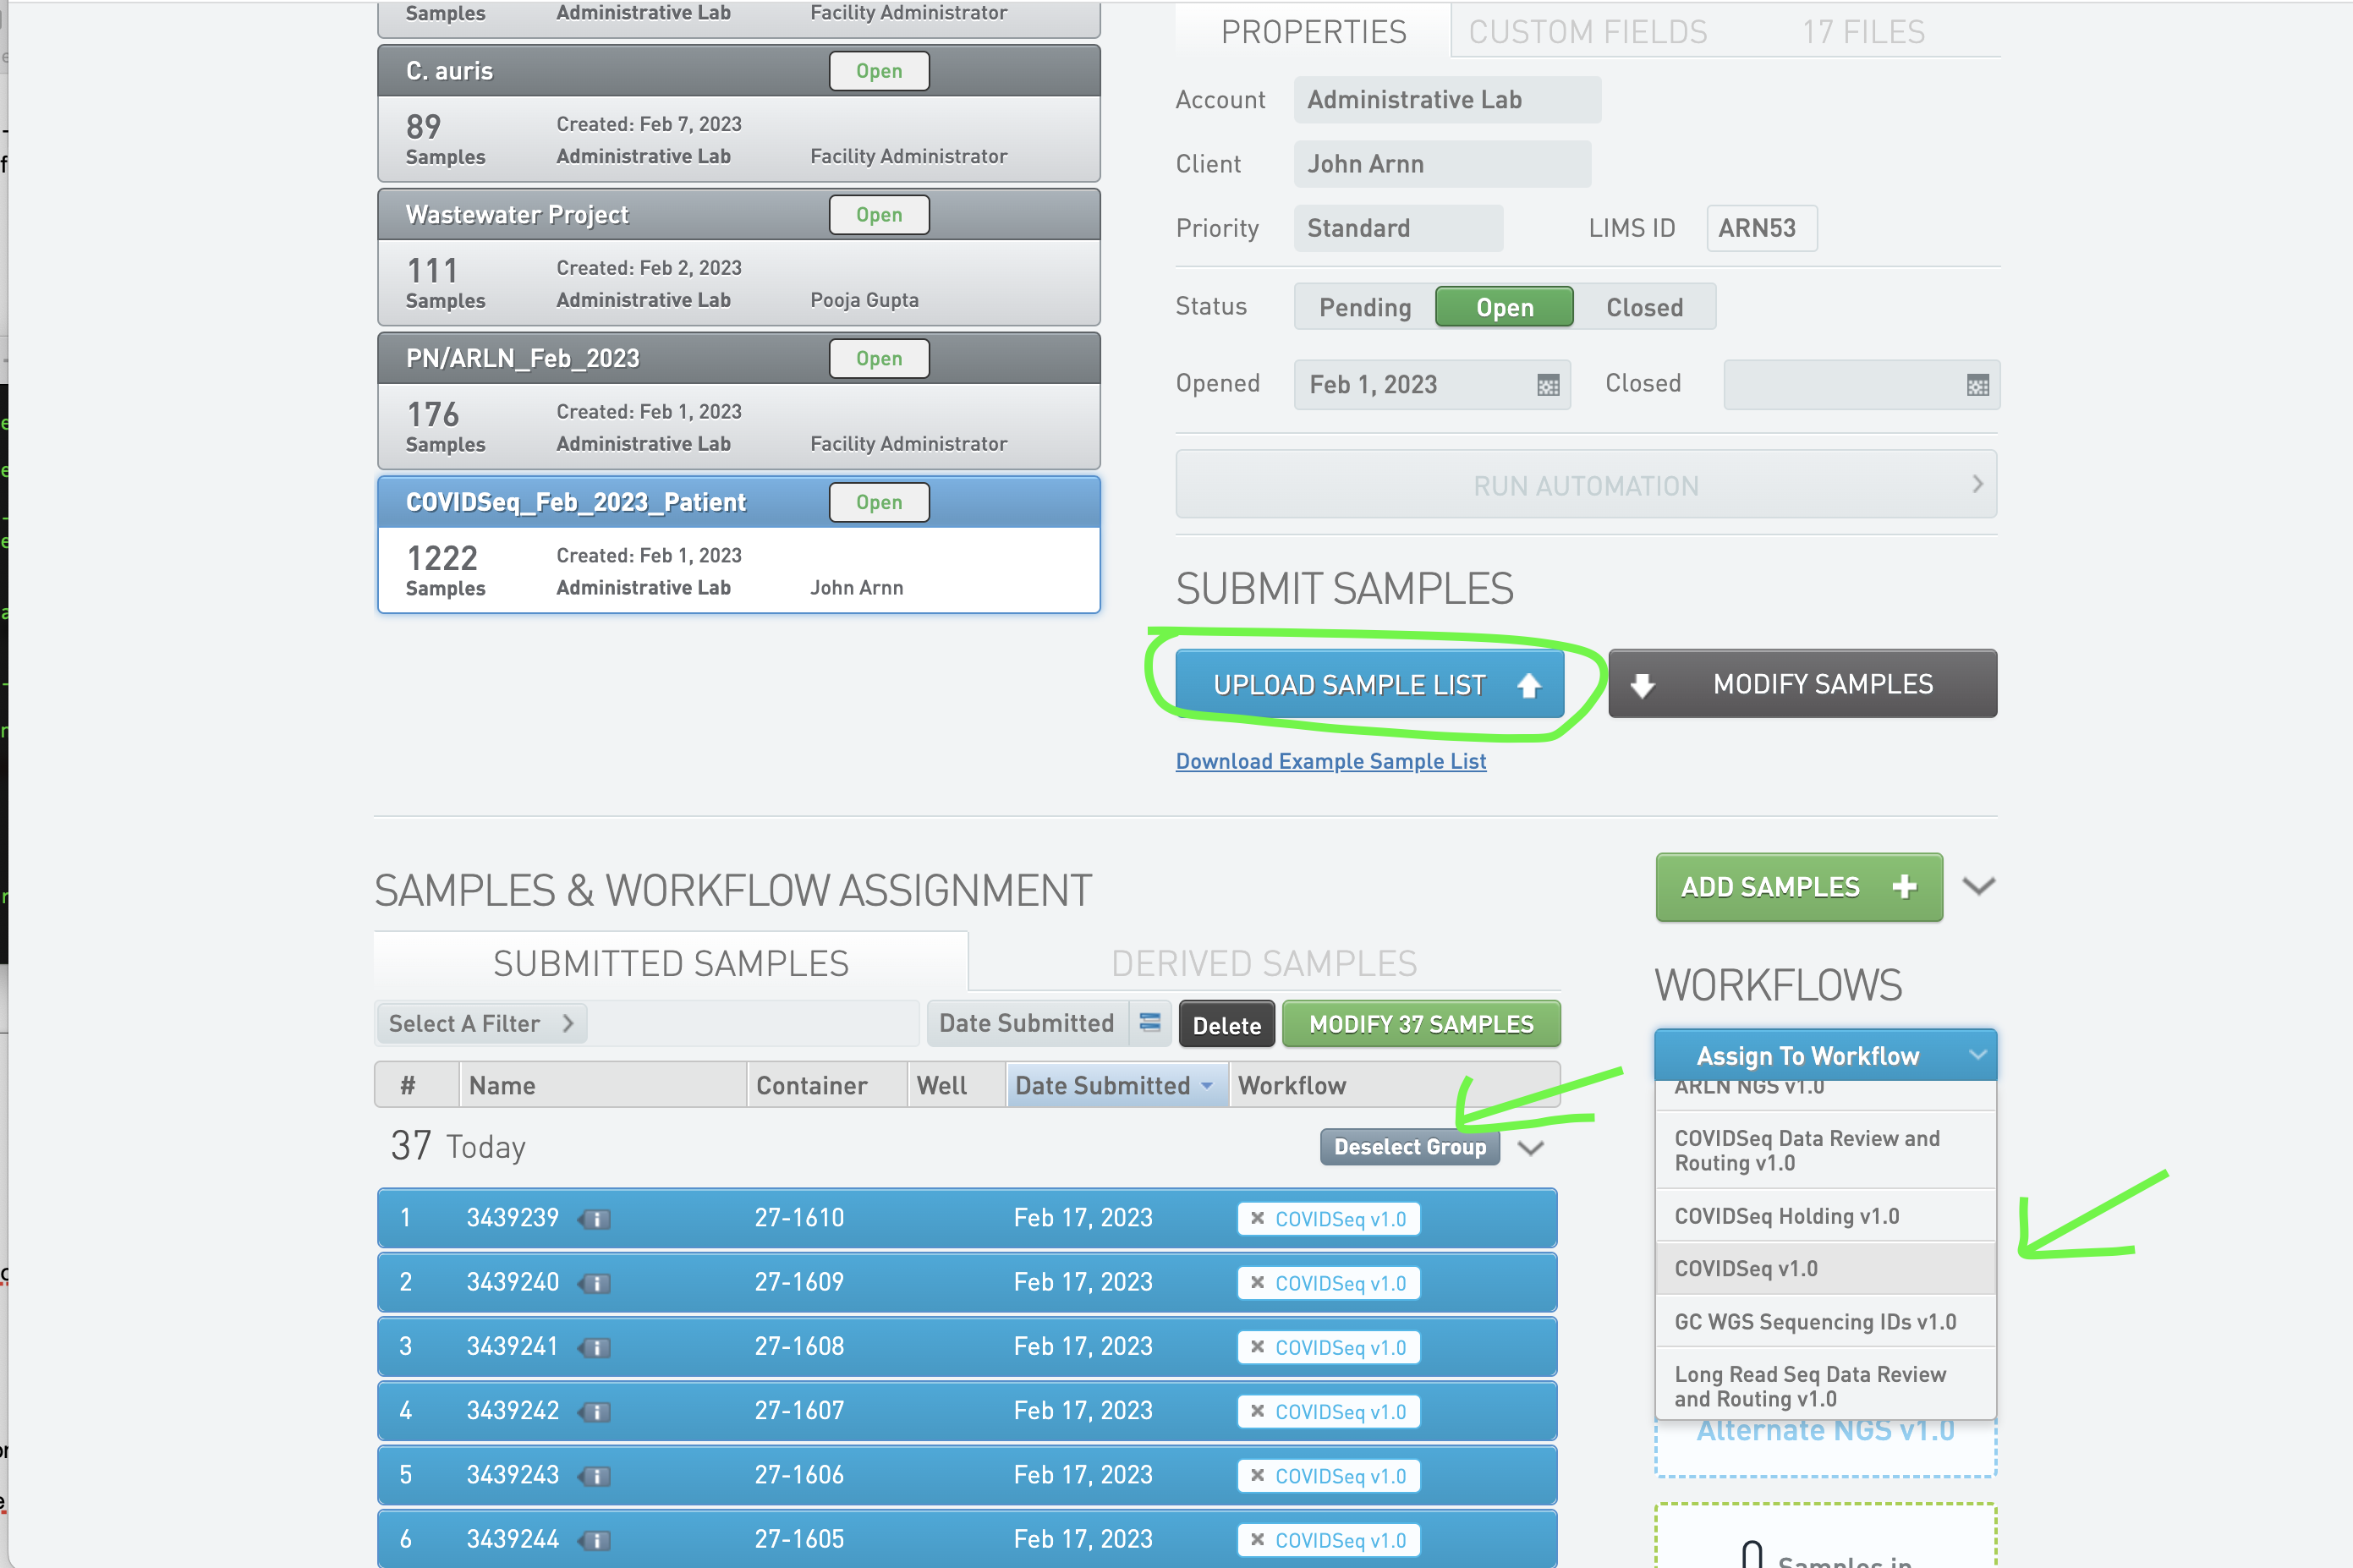 Samples Administrative Lab Facility Administrator
C. auris Open
89 Created: Feb 7, 2023
Samples Administrative Lab Facility Administrator
Wastewater Project Open
111 Created: Feb 2, 2023
Samples Administrative Lab Pooja Gupta
PN/ARLN_Feb_2023 Open
176 Created: Feb 1, 2023
Samples Administrative Lab Facility Administrator
COVIDSeq_Feb_2023_Patient Open
1222 Created: Feb 1, 2023
Samples Administrative Lab John Arnn
PROPERTIES CUSTOM FIELDS 17 FILES
Account Administrative Lab
Client John Arnn
Priority Standard LIMS ID ARN53
Status Pending Open Closed
Opened Feb 1, 2023 Closed
RUN AUTOMATION
SUBMIT SAMPLES
UPLOAD SAMPLE LIST MODIFY SAMPLES
Download Example Sample List
SAMPLES & WORKFLOW ASSIGNMENT
SUBMITTED SAMPLES DERIVED SAMPLES
Select A Filter Date Submitted Delete MODIFY 37 SAMPLES
# Name Container Well Date Submitted Workflow
37 Today Deselect Group
1 3439239 27-1610 Feb 17, 2023 COVIDSeq v1.0
2 3439240 27-1609 Feb 17, 2023 COVIDSeq v1.0
3 3439241 27-1608 Feb 17, 2023 COVIDSeq v1.0
4 3439242 27-1607 Feb 17, 2023 COVIDSeq v1.0
5 3439243 27-1606 Feb 17, 2023 COVIDSeq v1.0
6 3439244 27-1605 Feb 17, 2023 COVIDSeq v1.0
ADD SAMPLES
WORKFLOWS
Assign To Workflow
ARLN NGS v1.0
COVIDSeq Data Review and
Routing v1.0
COVIDSeq Holding v1.0
COVIDSeq v1.0
GC WGS Sequencing IDs v1.0
Long Read Seq Data Review
and Routing v1.0
Alternate NGS v1.0
Samples in